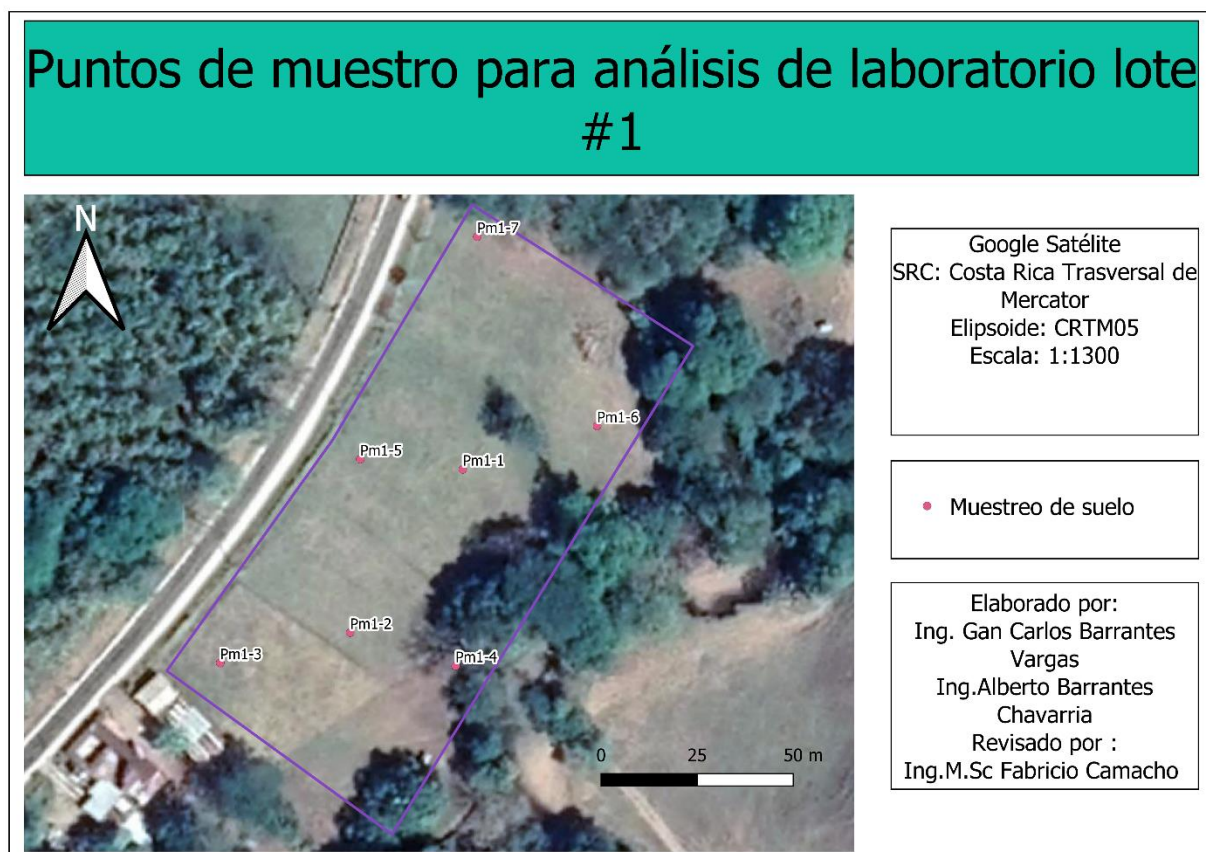 Puntos de muestro para análisis de laboratorio lote
#1
N
Pm1-7
Pm1-6
Pm1-5
Pm1-1
Pm1-2
Pm1-3
Pm1-4
0 25 50 m
Google Satélite
SRC: Costa Rica Trasversal de
Mercator
Elipsoide: CRTM05
Escala: 1:1300
Muestreo de suelo
Elaborado por:
Ing. Gan Carlos Barrantes
Vargas
Ing.Alberto Barrantes
Chavarria
Revisado por :
Ing.M.Sc Fabricio Camacho